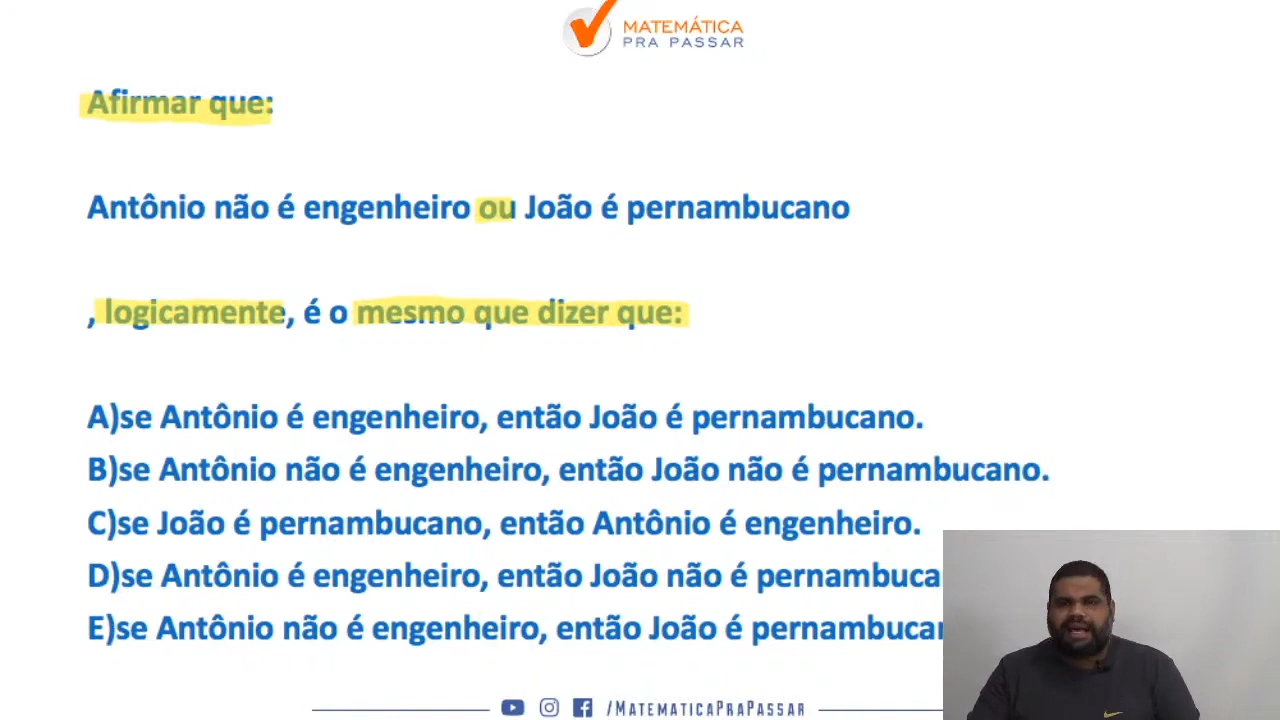 MATEMÁTICA
PRA PASSAR
Afirmar que:
Antônio não é engenheiro ou João é pernambucano
, logicamente, é o mesmo que dizer que:
A)se Antônio é engenheiro, então João é pernambucano.
B)se Antônio não é engenheiro, então João não é pernambucano.
C)se João é pernambucano, então Antônio é engenheiro.
D)se Antônio é engenheiro, então João não é pernambuca
E)se Antônio não é engenheiro, então João é pernambucan
/MatematicaPraPassar